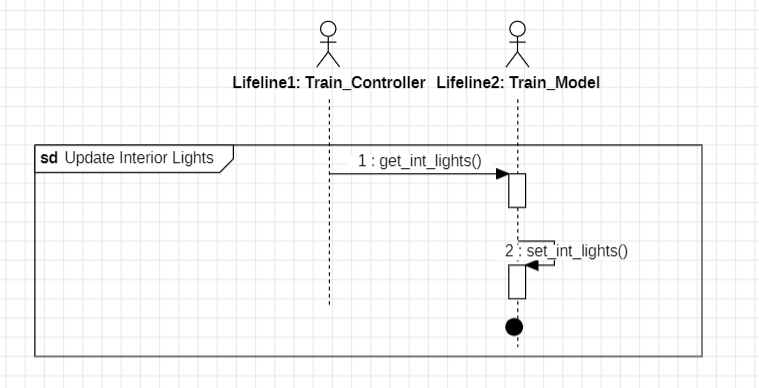 Lifeline1: Train_Controller Lifeline2: Train_Model
sd Update Interior Lights
1 : get_int_lights()
2 : set_int_lights()